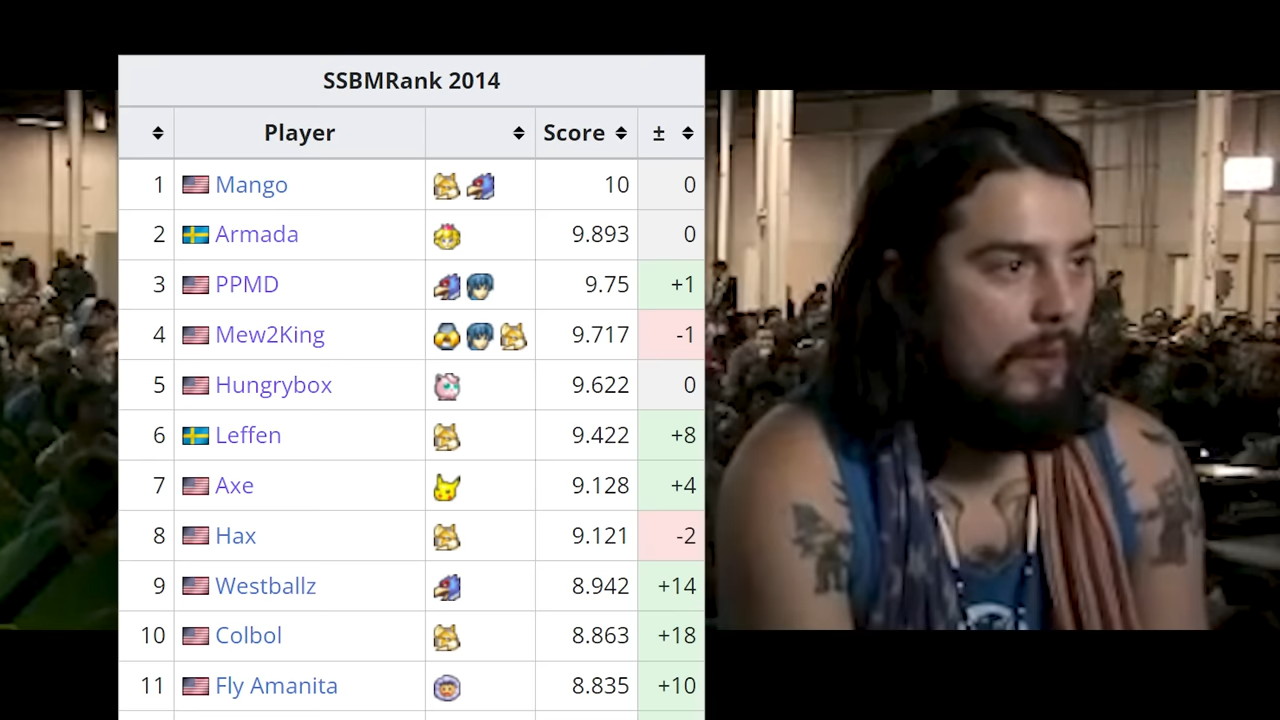 SSBMRank 2014
Player Score ±
1 Mango 10 0
2 Armada 9.893 0
3 PPMD 9.75 +1
4 Mew2King 9.717 -1
5 Hungrybox 9.622 0
6 Leffen 9.422 +8
7 Axe 9.128 +4
8 Hax 9.121 -2
9 Westballz 8.942 +14
10 Colbol 8.863 +18
11 Fly Amanita 8.835 +10